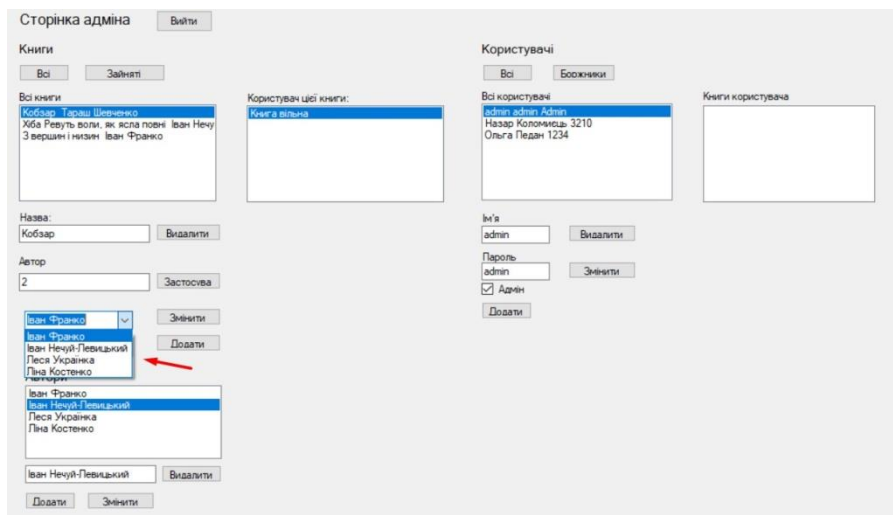 Сторінка адміна Вийти
Книги
Всі Зайняті
Всі книги
Кобзар Тараш Шевченко
Хіба Ревуть воли, як ясла повні Іван Нечу
З вершин і низин Іван Франко
Користувач цієї книги:
Книга вільна
Назва:
Кобзар Видалити
Автор
2 Застосува
Іван Франко Змінити
Іван Франко
Іван Нечуй-Левицький
Леся Українка
Ліна Костенко
Додати
Автори
Іван Франко
Іван Нечуй-Левицький
Леся Українка
Ліна Костенко
Іван Нечуй-Левицький Видалити
Додати Змінити
Користувачі
Всі Боржники
Всі користувачі
admin admin Admin
Назар Коломиєць 3210
Ольга Педан 1234
Книги користувача
Ім'я
admin Видалити
Пароль
admin Змінити
Адмін
Додати